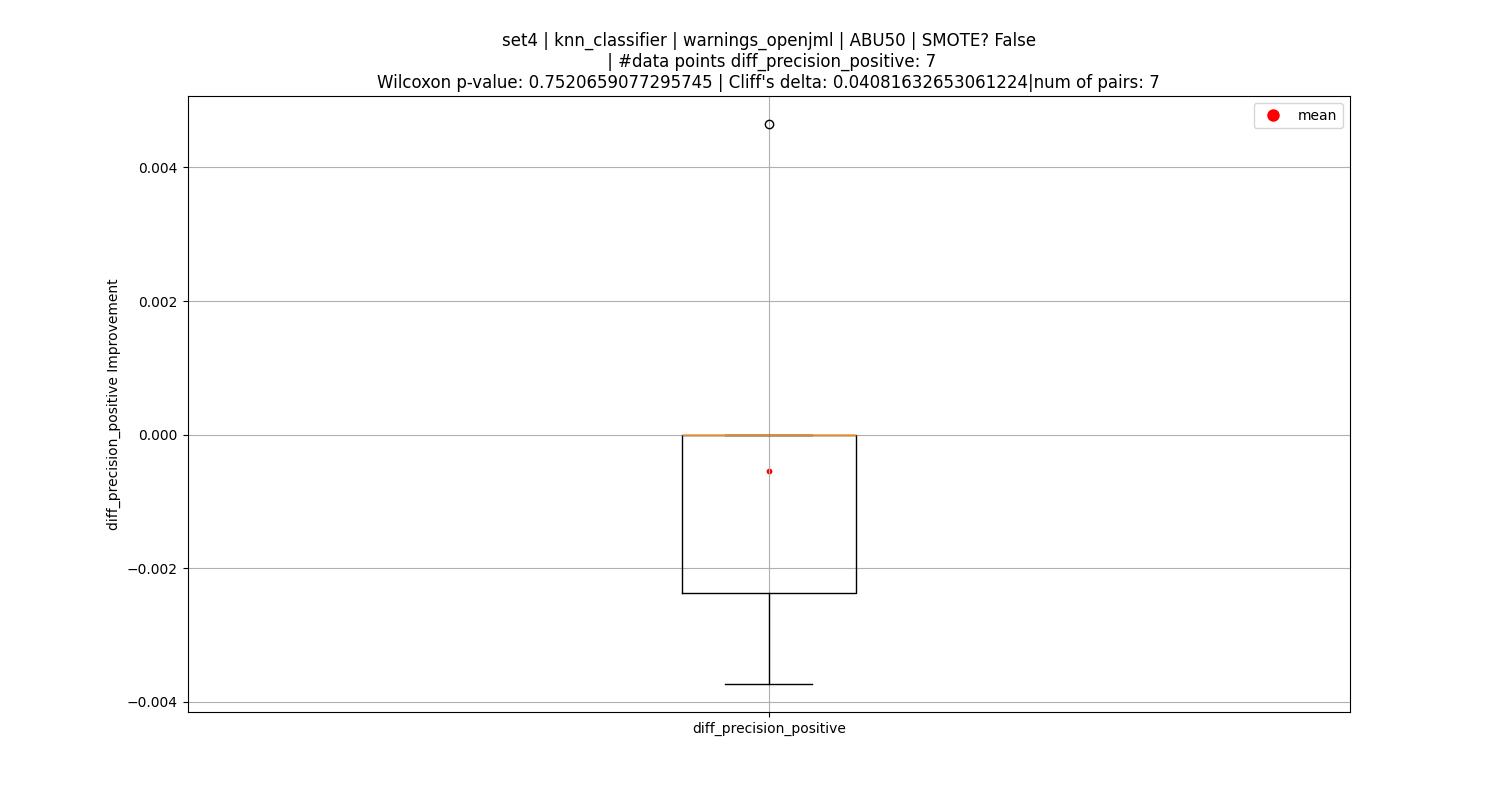 set4 | knn_classifier | warnings_openjml | ABU50 | SMOTE? False
| #data points diff_precision_positive: 7
Wilcoxon p-value: 0.7520659077295745 | Cliff's delta: 0.04081632653061224|num of pairs: 7
mean
0.004
0.002
0.000
−0.002
−0.004
diff_precision_positive Improvement
diff_precision_positive